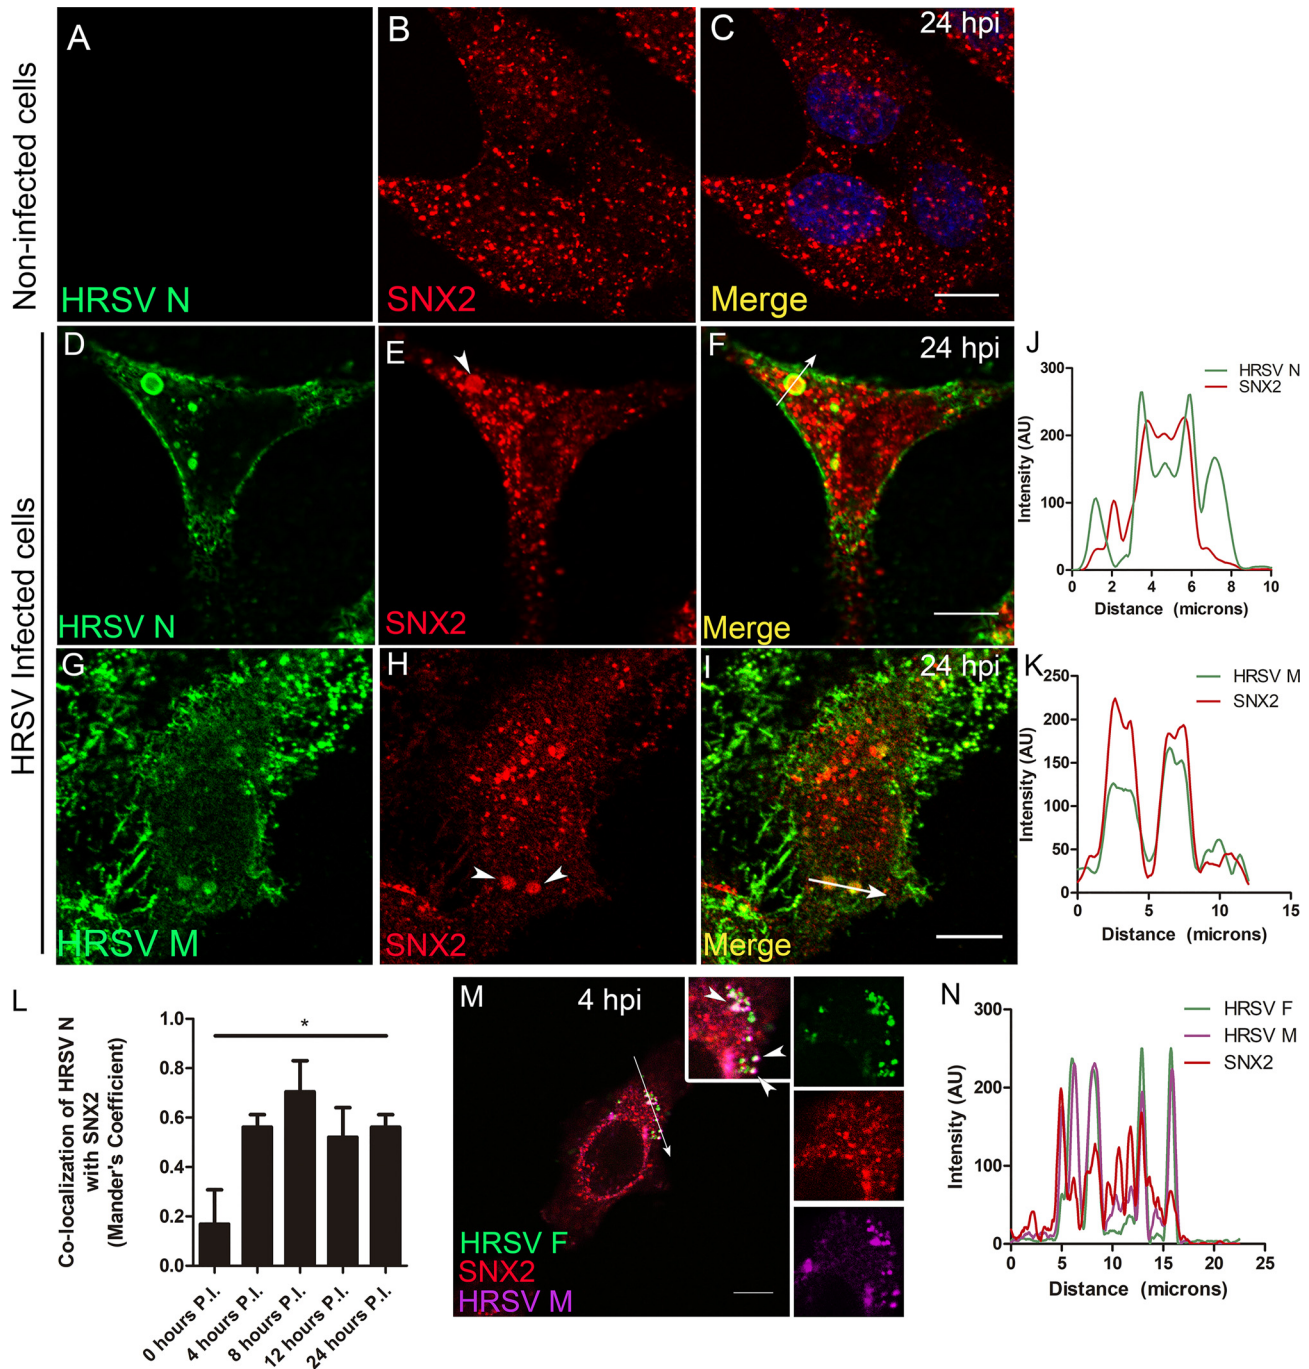 Non-infected cells
A
HRSV N
B
SNX2
C
24 hpi
Merge
HRSV Infected cells
D
HRSV N
E
SNX2
F
24 hpi
Merge
J
HRSV N
SNX2
Intensity (AU)
300
200
100
0
0 2 4 6 8 10
Distance (microns)
G
HRSV M
H
SNX2
I
24 hpi
Merge
K
HRSV M
SNX2
Intensity (AU)
250
200
150
100
50
0
0 5 10 15
Distance (microns)
L
Co-localization of HRSV N
with SNX2
(Mander's Coefficient)
1.0
0.8
0.6
0.4
0.2
0.0
*
0 hours P.I.
4 hours P.I.
8 hours P.I.
12 hours P.I.
24 hours P.I.
M
4 hpi
HRSV F
SNX2
HRSV M
N
HRSV F
HRSV M
SNX2
Intensity (AU)
300
200
100
0
0 5 10 15 20 25
Distance (microns)